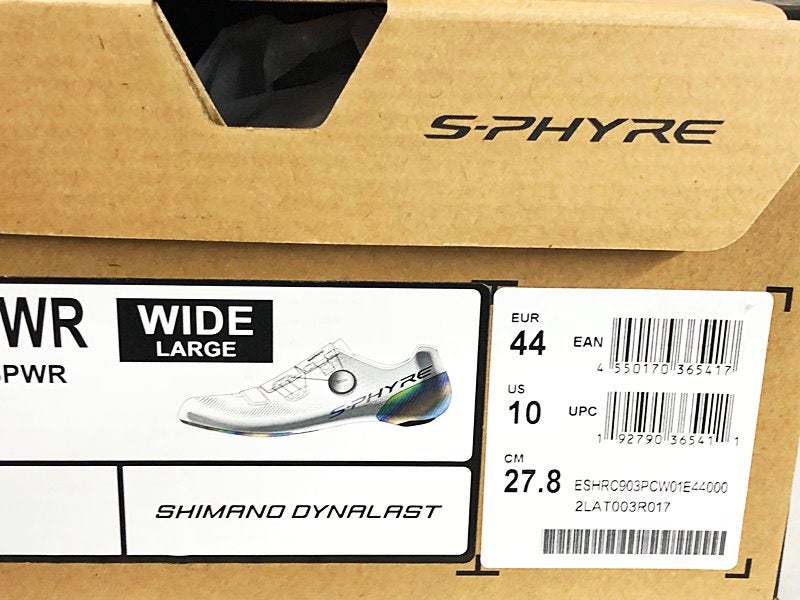 S-PHYRE
WR
WIDE
LARGE
PWR
S-PHYRE
SHIMANO DYNALAST
EUR
44
EAN
4 550170 365417
US
10
UPC
1 92790 36541 1
CM
27.8
ESHRC903PCW01E44000
2LAT003R017